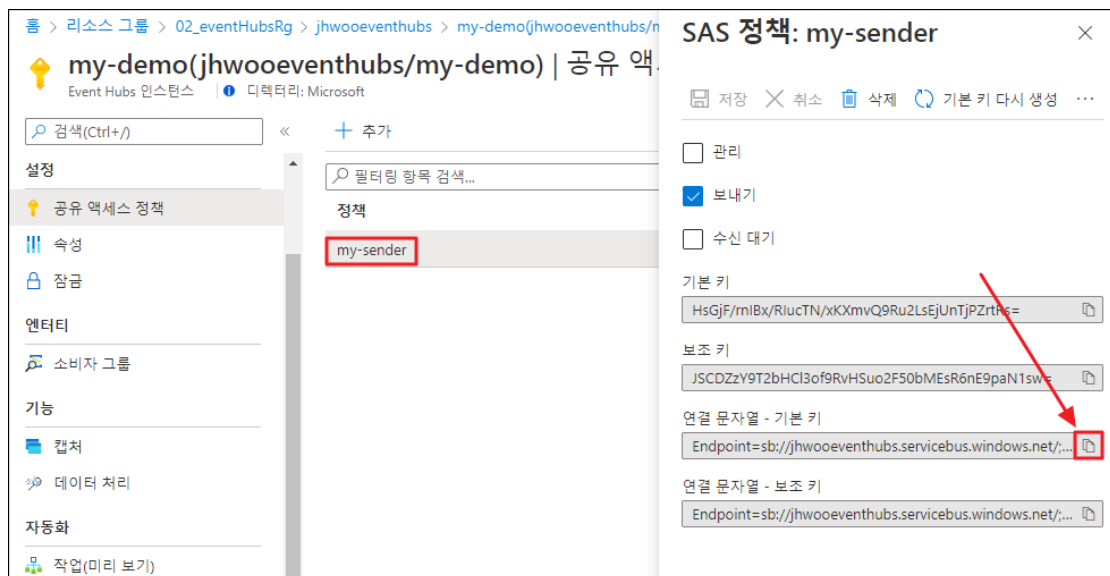 홈 > 리소스 그룹 > 02_eventHubsRg > jhwooeventhubs > my-demo(jhwooeventhubs/m
my-demo(jhwooeventhubs/my-demo) | 공유 액
Event Hubs 인스턴스 | 디렉터리: Microsoft
검색(Ctrl+/)
«
설정
공유 액세스 정책
속성
잠금
엔터티
소비자 그룹
기능
캡처
데이터 처리
자동화
작업(미리 보기)
+ 추가
필터링 항목 검색...
정책
my-sender
SAS 정책: my-sender
저장 취소 삭제 기본 키 다시 생성 ...
관리
보내기
수신 대기
기본 키
보조 키
연결 문자열 - 기본 키
Endpoint=sb://jhwooeventhubs.servicebus.windows.net/;...
연결 문자열 - 보조 키
Endpoint=sb://jhwooeventhubs.servicebus.windows.net/;...